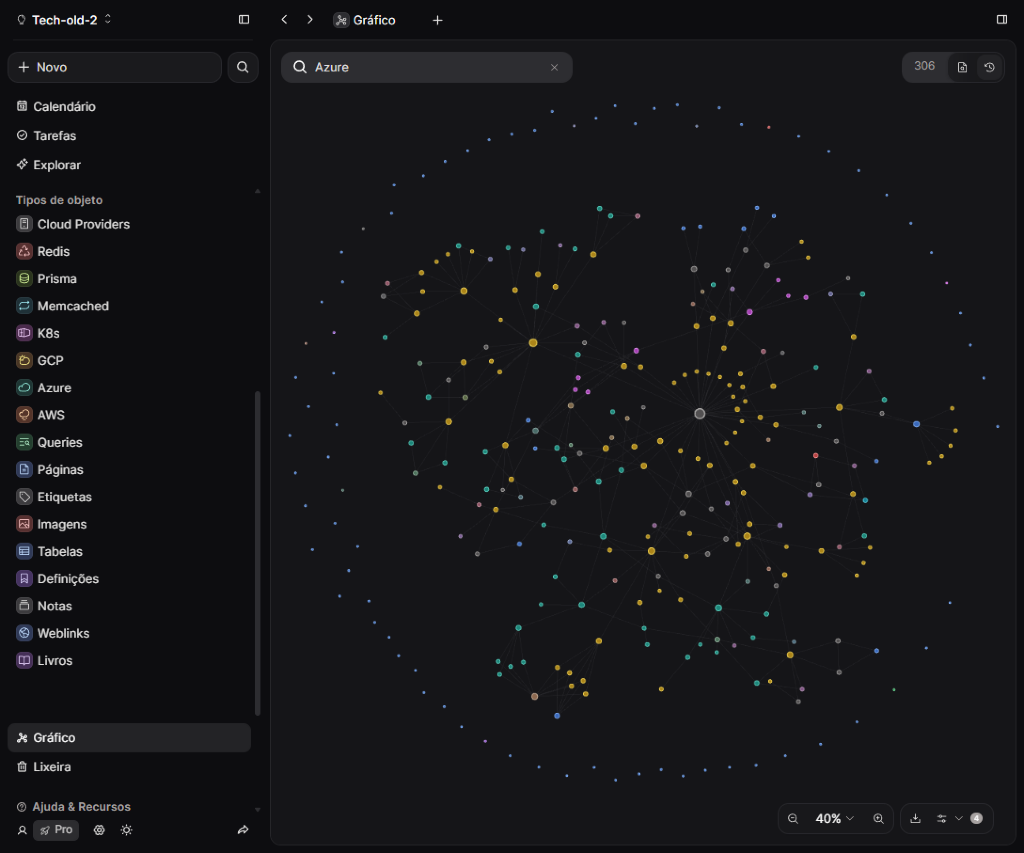 Tech-old-2
Gráfico
Novo
Azure
306
Calendário
Tarefas
Explorar
Tipos de objeto
Cloud Providers
Redis
Prisma
Memcached
K8s
GCP
Azure
AWS
Queries
Páginas
Etiquetas
Imagens
Tabelas
Definições
Notas
Weblinks
Livros
Gráfico
Lixeira
Ajuda & Recursos
Pro
40%
4